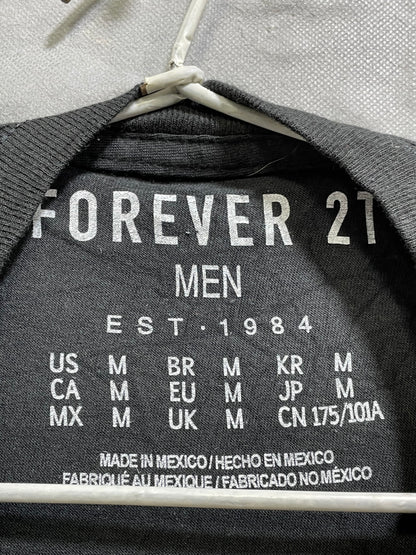 FOREVER 21
MEN
EST·1984
US M BR M KR M
CA M EU M JP M
MX M UK M CN 175/101A
MADE IN MEXICO / HECHO EN MEXICO
FABRIQUÉ AU MEXIQUE / FABRICADO NO MÉXICO